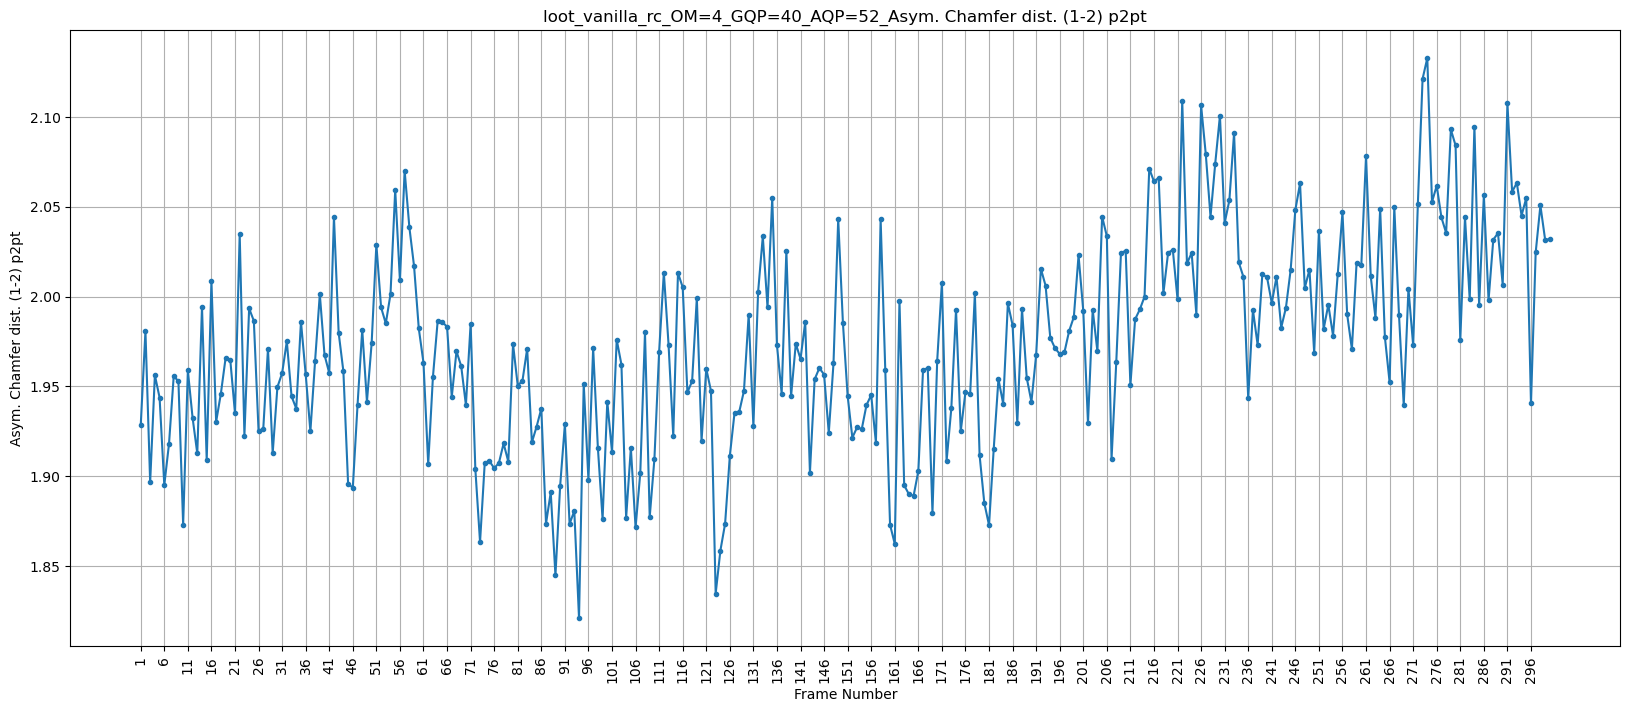 loot_vanilla_rc_OM=4_GQP=40_AQP=52_Asym. Chamfer dist. (1-2) p2pt
Asym. Chamfer dist. (1-2) p2pt
2.10
2.05
2.00
1.95
1.90
1.85
1 6 11 16 21 26 31 36 41 46 51 56 61 66 71 76 81 86 91 96 101 106 111 116 121 126 131 136 141 146 151 156 161 166 171 176 181 186 191 196 201 206 211 216 221 226 231 236 241 246 251 256 261 266 271 276 281 286 291 296
Frame Number